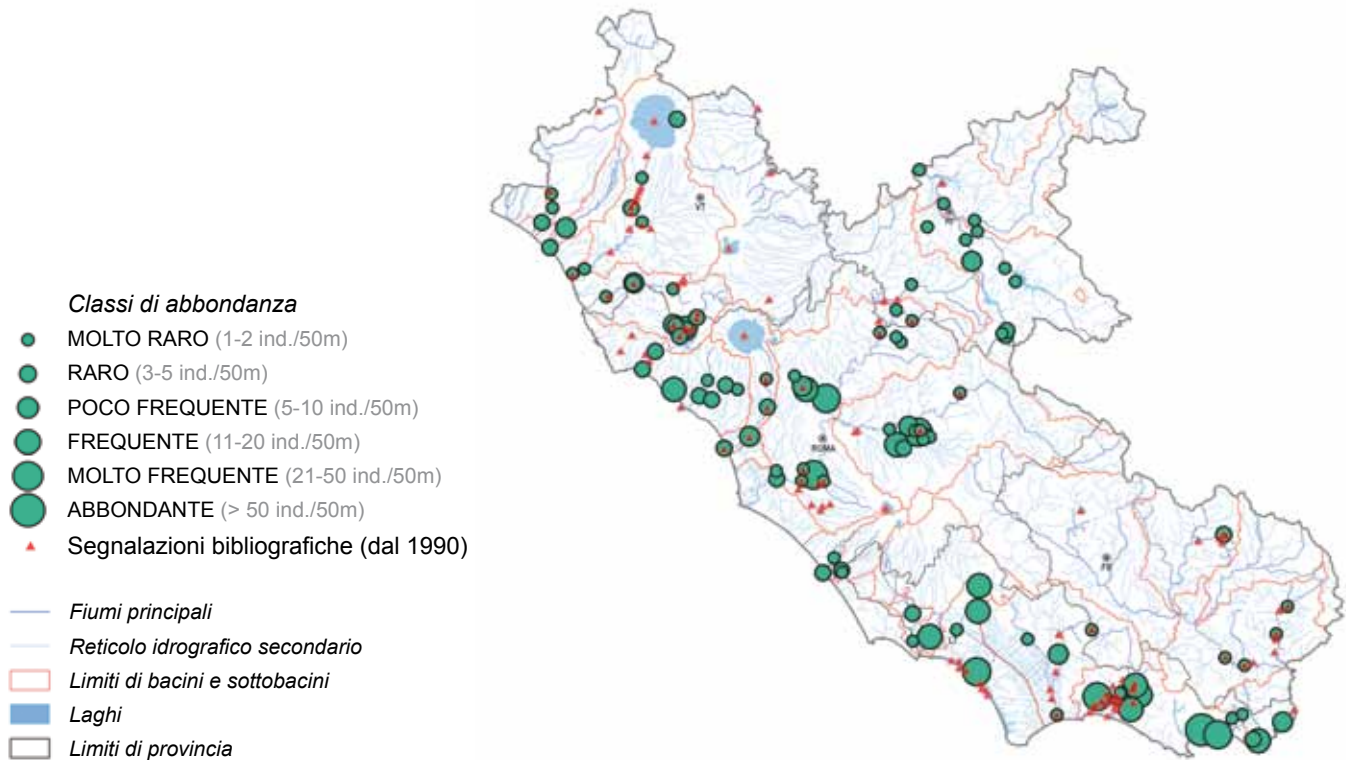 Classi di abbondanza
MOLTO RARO (1-2 ind./50m)
RARO (3-5 ind./50m)
POCO FREQUENTE (5-10 ind./50m)
FREQUENTE (11-20 ind./50m)
MOLTO FREQUENTE (21-50 ind./50m)
ABBONDANTE (> 50 ind./50m)
Segnalazioni bibliografiche (dal 1990)
Fiumi principali
Reticolo idrografico secondario
Limiti di bacini e sottobacini
Laghi
Limiti di provincia
VT
ROMA
FR